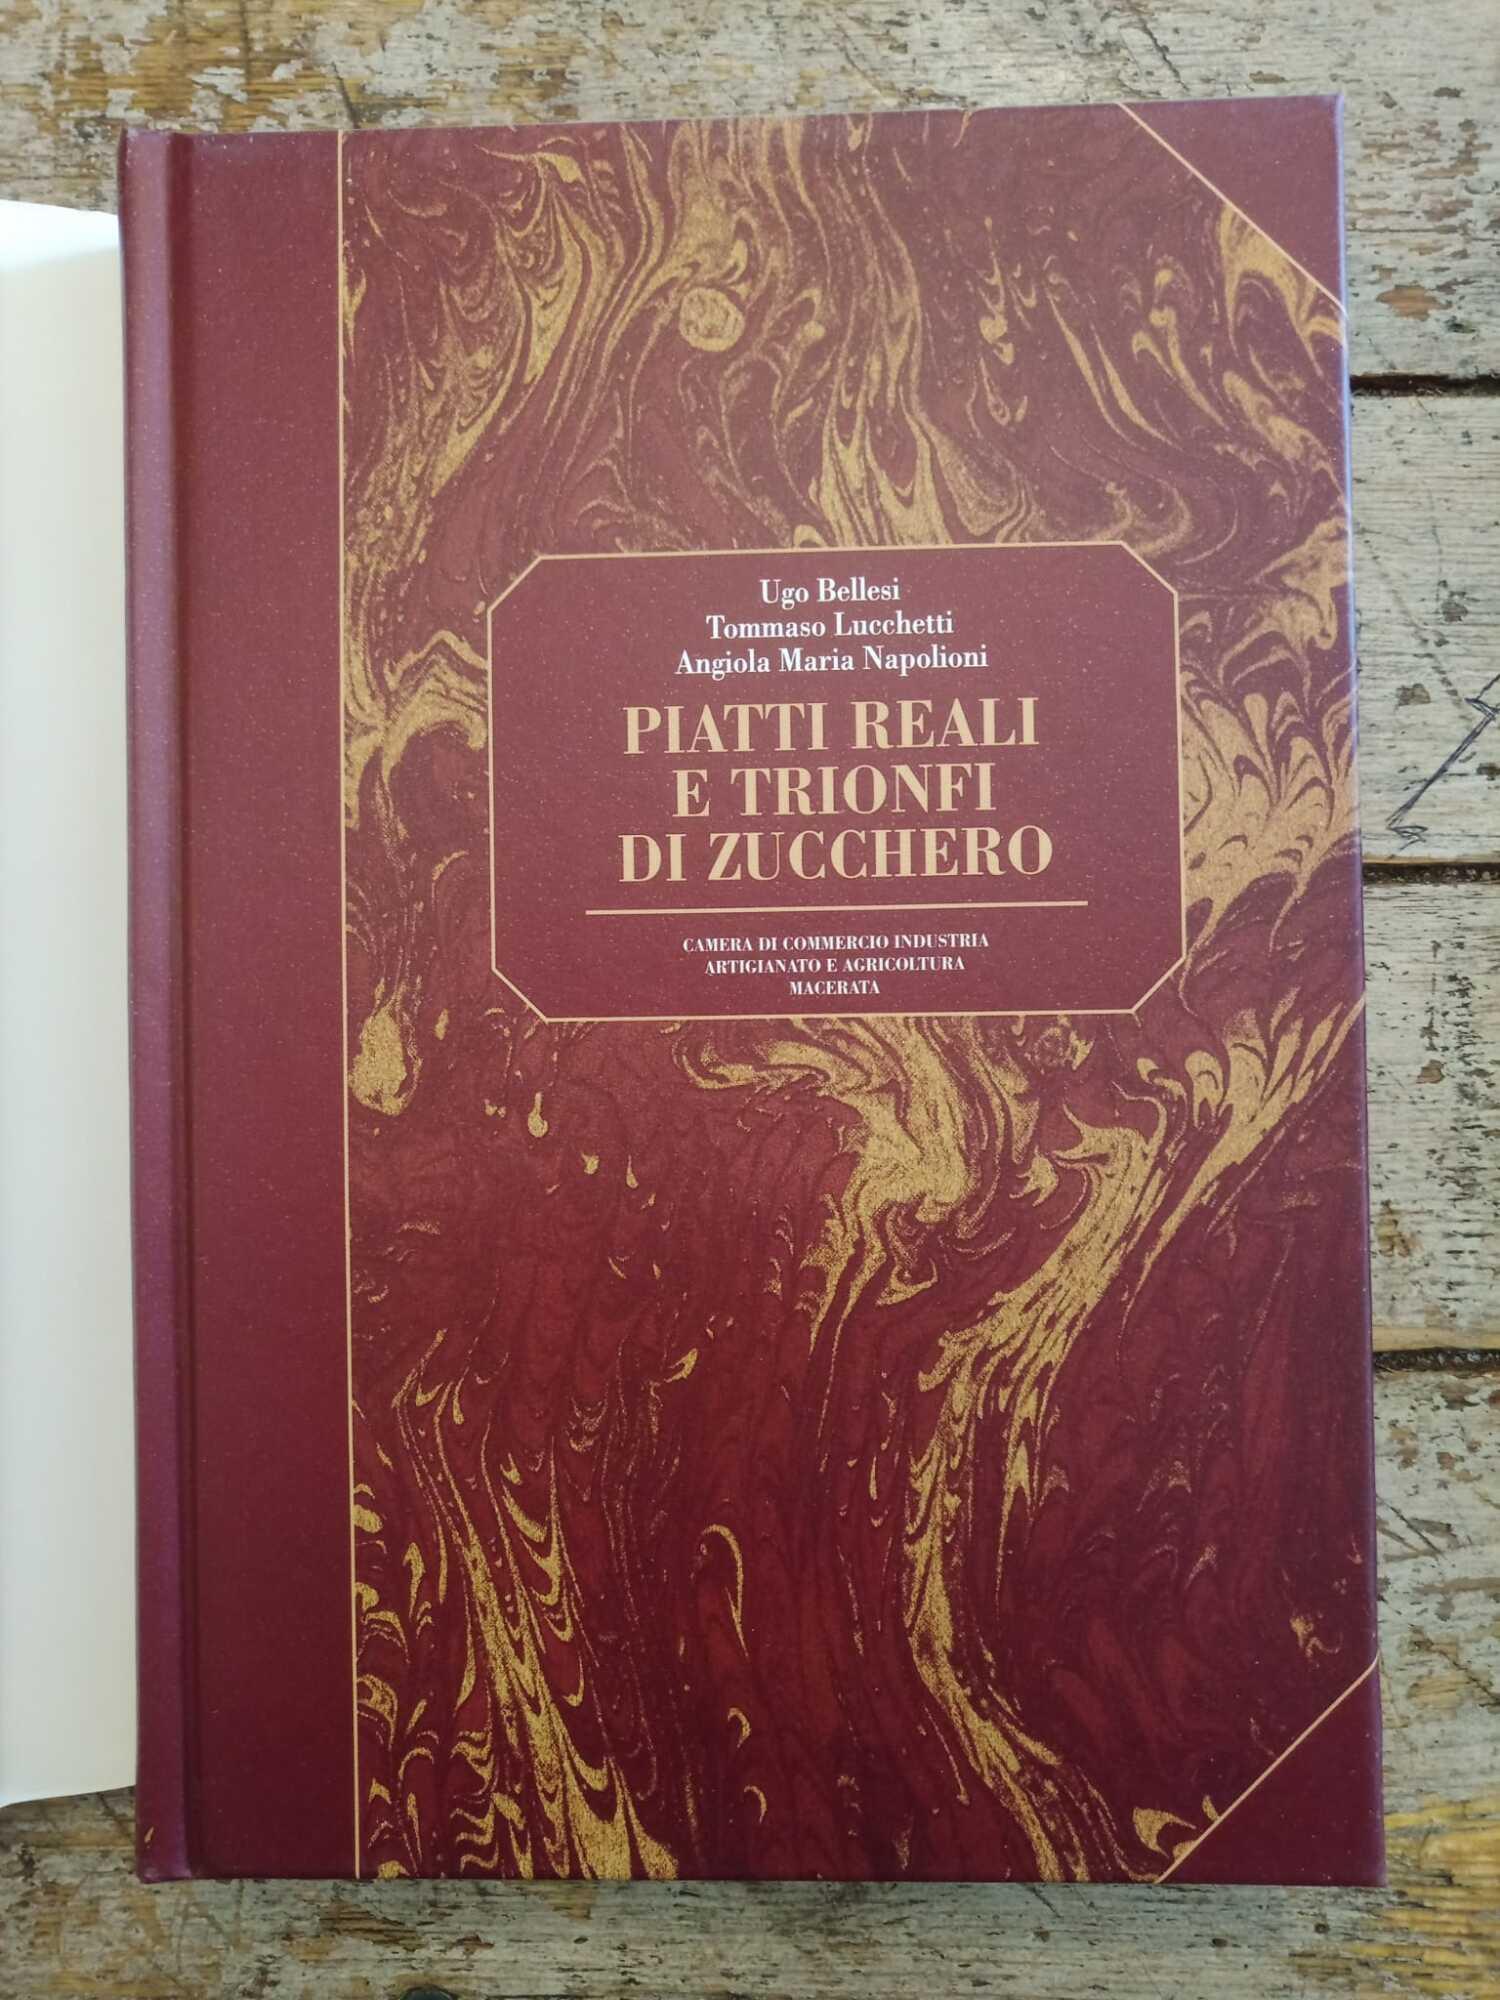 Ugo Bellesi
Tommaso Lucchetti
Angiola Maria Napolioni
PIATTI REALI
E TRIONFI
DI ZUCCHERO
CAMERA DI COMMERCIO INDUSTRIA
ARTIGIANATO E AGRICOLTURA
MACERATA